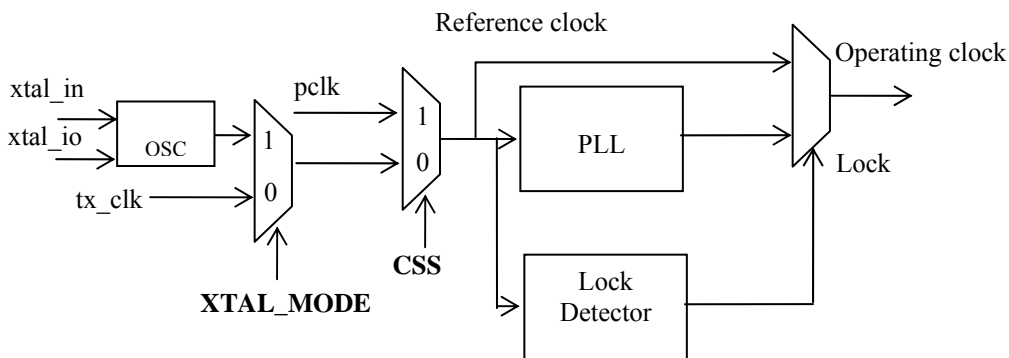 Reference clock
Operating clock
xtal_in
pclk
xtal_io
OSC
1
0
1
0
PLL
Lock
tx_clk
CSS
XTAL_MODE
Lock
Detector